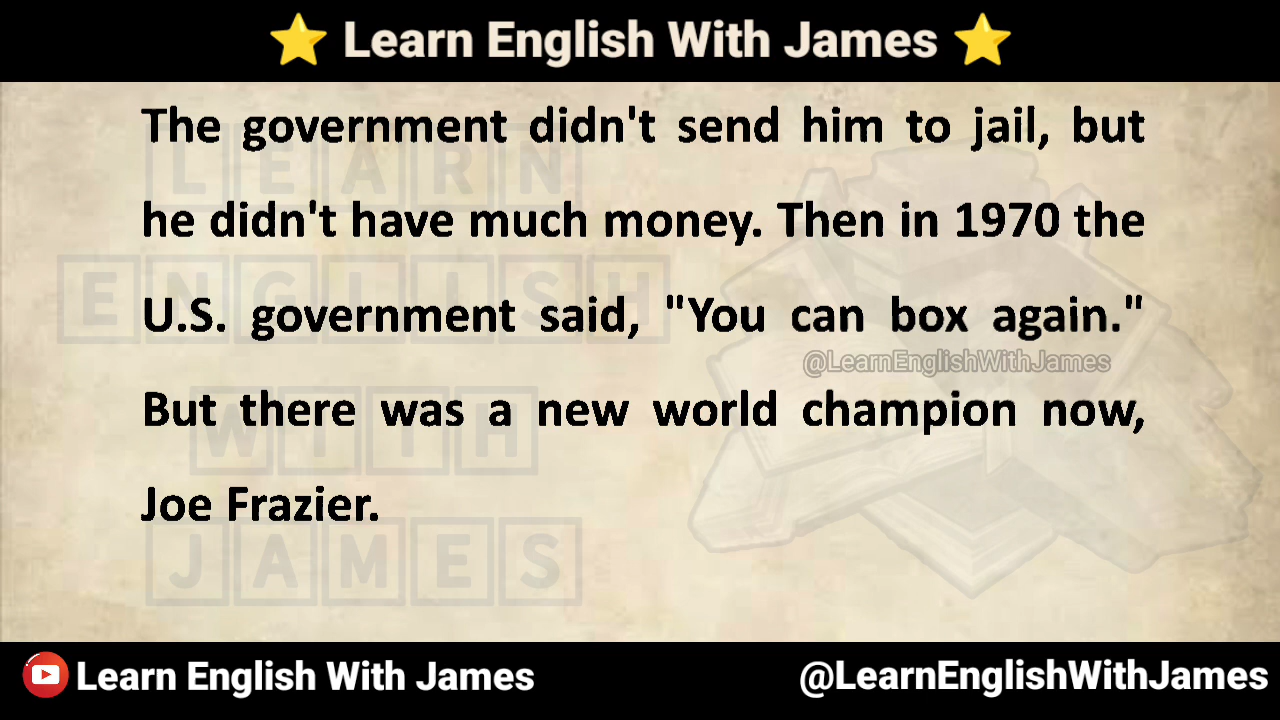 ⭐ Learn English With James ⭐
The government didn't send him to jail, but
he didn't have much money. Then in 1970 the
U.S. government said, "You can box again."
@LearnEnglishWithJames
But there was a new world champion now,
Joe Frazier.
LEARN
ENGLISH
WITH
JAMES
Learn English With James
@LearnEnglishWithJames